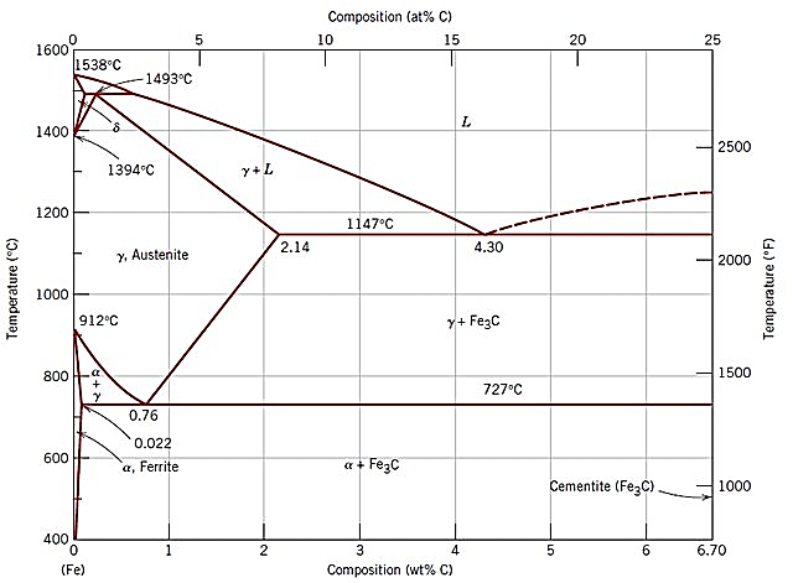 Composition (at% C)
0 5 10 15 20 25
1600
1538°C
1493°C
δ
L
1400
2500
1394°C
γ + L
1200
1147°C
2.14
4.30
γ, Austenite
2000
Temperature (°C)
Temperature (°F)
1000
912°C
γ + Fe3C
800
α
+
γ
1500
727°C
0.76
0.022
600
α, Ferrite
α + Fe3C
Cementite (Fe3C)
1000
400
0 1 2 3 4 5 6 6.70
(Fe)
Composition (wt% C)